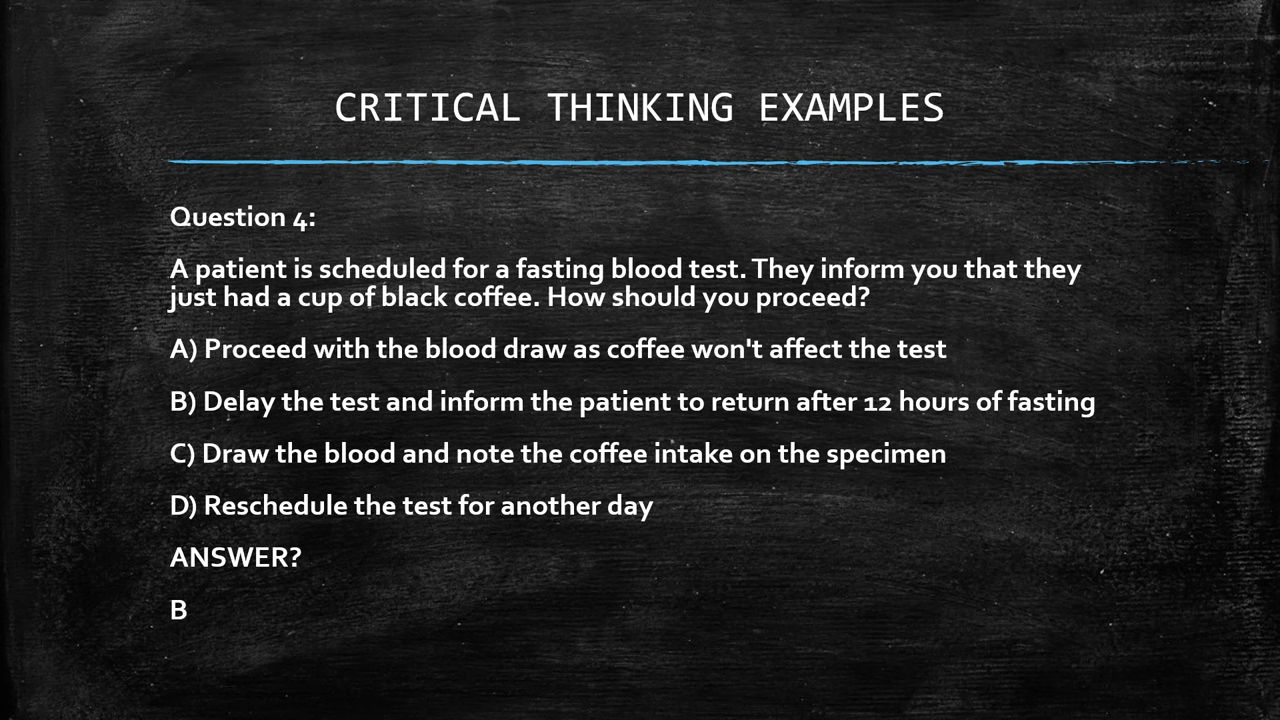 CRITICAL THINKING EXAMPLES
Question 4:
A patient is scheduled for a fasting blood test. They inform you that they
just had a cup of black coffee. How should you proceed?
A) Proceed with the blood draw as coffee won't affect the test
B) Delay the test and inform the patient to return after 12 hours of fasting
C) Draw the blood and note the coffee intake on the specimen
D) Reschedule the test for another day
ANSWER?
B